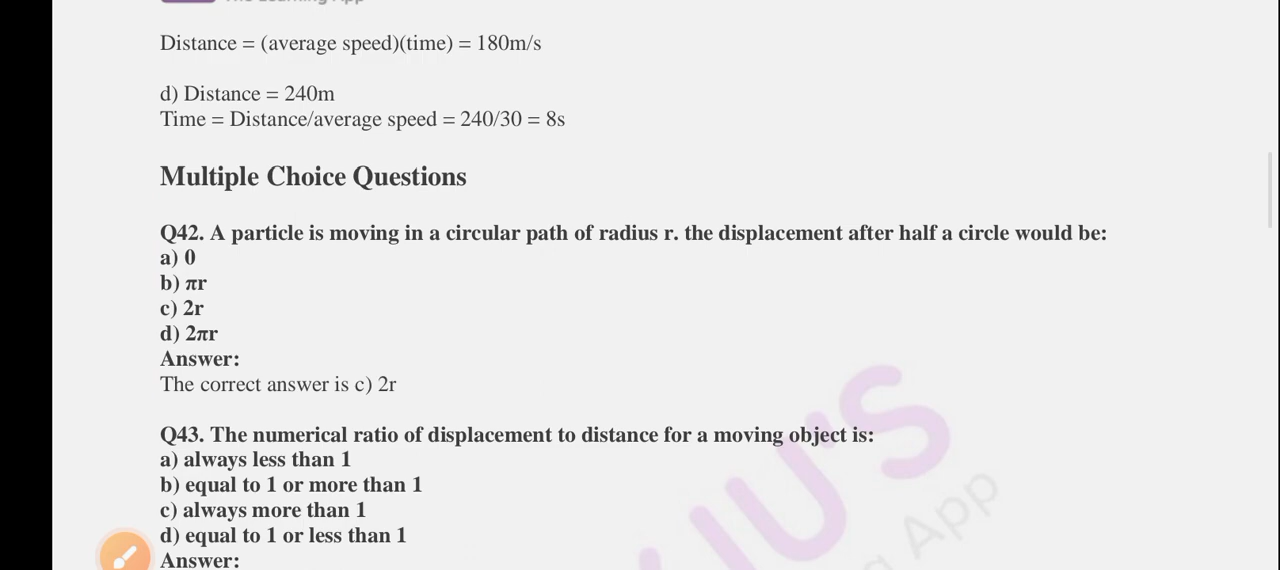 The Learning App
Distance = (average speed)(time) = 180m/s
d) Distance = 240m
Time = Distance/average speed = 240/30 = 8s
Multiple Choice Questions
Q42. A particle is moving in a circular path of radius r. the displacement after half a circle would be:
a) 0
b) πr
c) 2r
d) 2πr
Answer:
The correct answer is c) 2r
Q43. The numerical ratio of displacement to distance for a moving object is:
a) always less than 1
b) equal to 1 or more than 1
c) always more than 1
d) equal to 1 or less than 1
Answer:
U'S
App